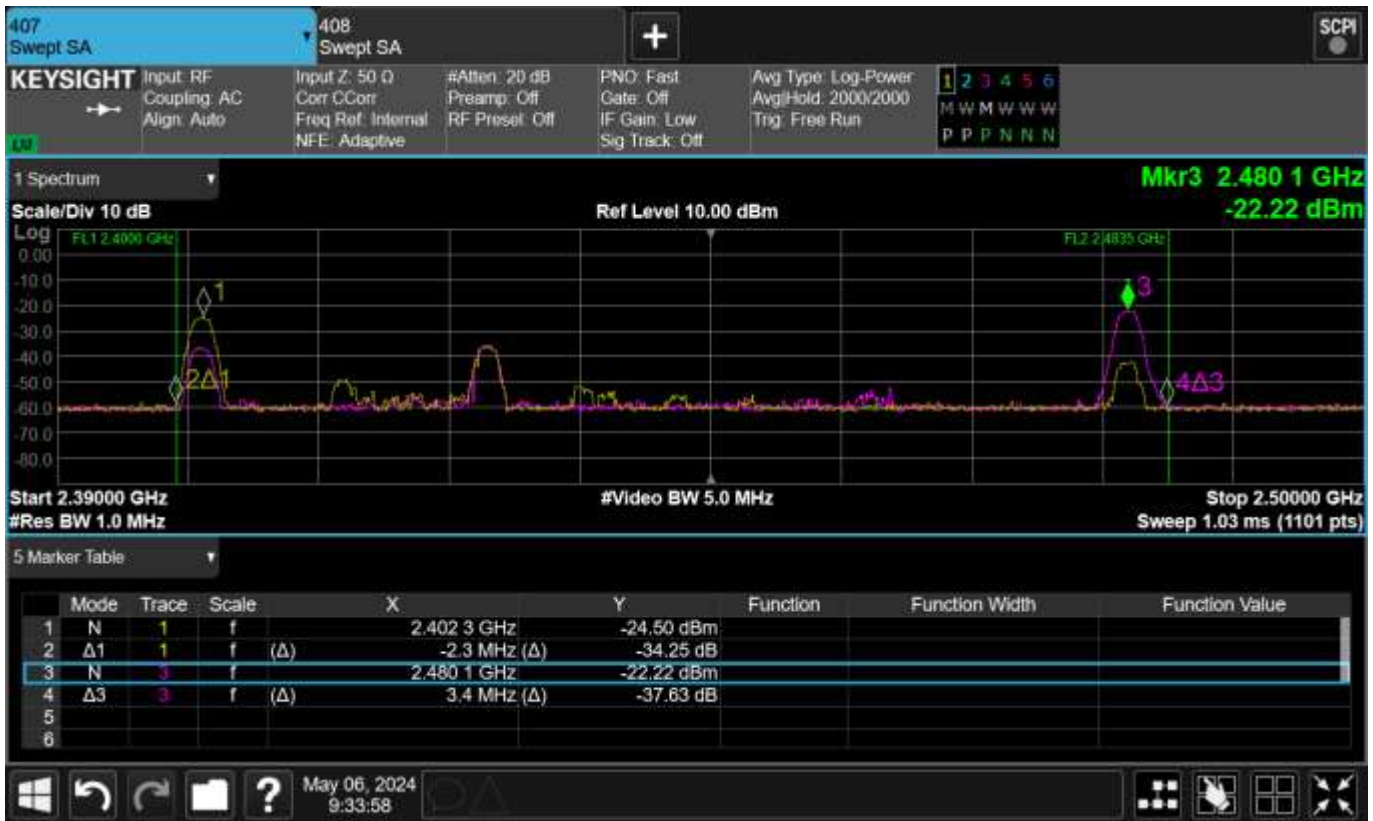 407
Swept SA
408
Swept SA
+
SCPI
KEYSIGHT
Input: RF
Coupling: AC
Align: Auto
Input Z: 50 Ω
Corr CCorr
Freq Ref: Internal
NFE: Adaptive
#Atten: 20 dB
Preamp: Off
RF Presel: Off
PNO: Fast
Gate: Off
IF Gain: Low
Sig Track: Off
Avg Type: Log-Power
Avg|Hold: 2000/2000
Trig: Free Run
1 2 3 4 5 6
M W M W W W
P P P N N N
1 Spectrum
Mkr3 2.480 1 GHz
Scale/Div 10 dB
Ref Level 10.00 dBm
-22.22 dBm
Log
FL1 2.4000 GHz
FL2 2.4835 GHz
0.00
-10.0
-20.0
-30.0
-40.0
-50.0
-60.0
-70.0
-80.0
1
2Δ1
3
4Δ3
Start 2.39000 GHz
#Video BW 5.0 MHz
Stop 2.50000 GHz
#Res BW 1.0 MHz
Sweep 1.03 ms (1101 pts)
5 Marker Table
Mode Trace Scale X Y Function Function Width Function Value
1 N 1 f 2.402 3 GHz -24.50 dBm
2 Δ1 1 f (Δ) -2.3 MHz (Δ) -34.25 dB
3 N 3 f 2.480 1 GHz -22.22 dBm
4 Δ3 3 f (Δ) 3.4 MHz (Δ) -37.63 dB
5
6
?
May 06, 2024
9:33:58